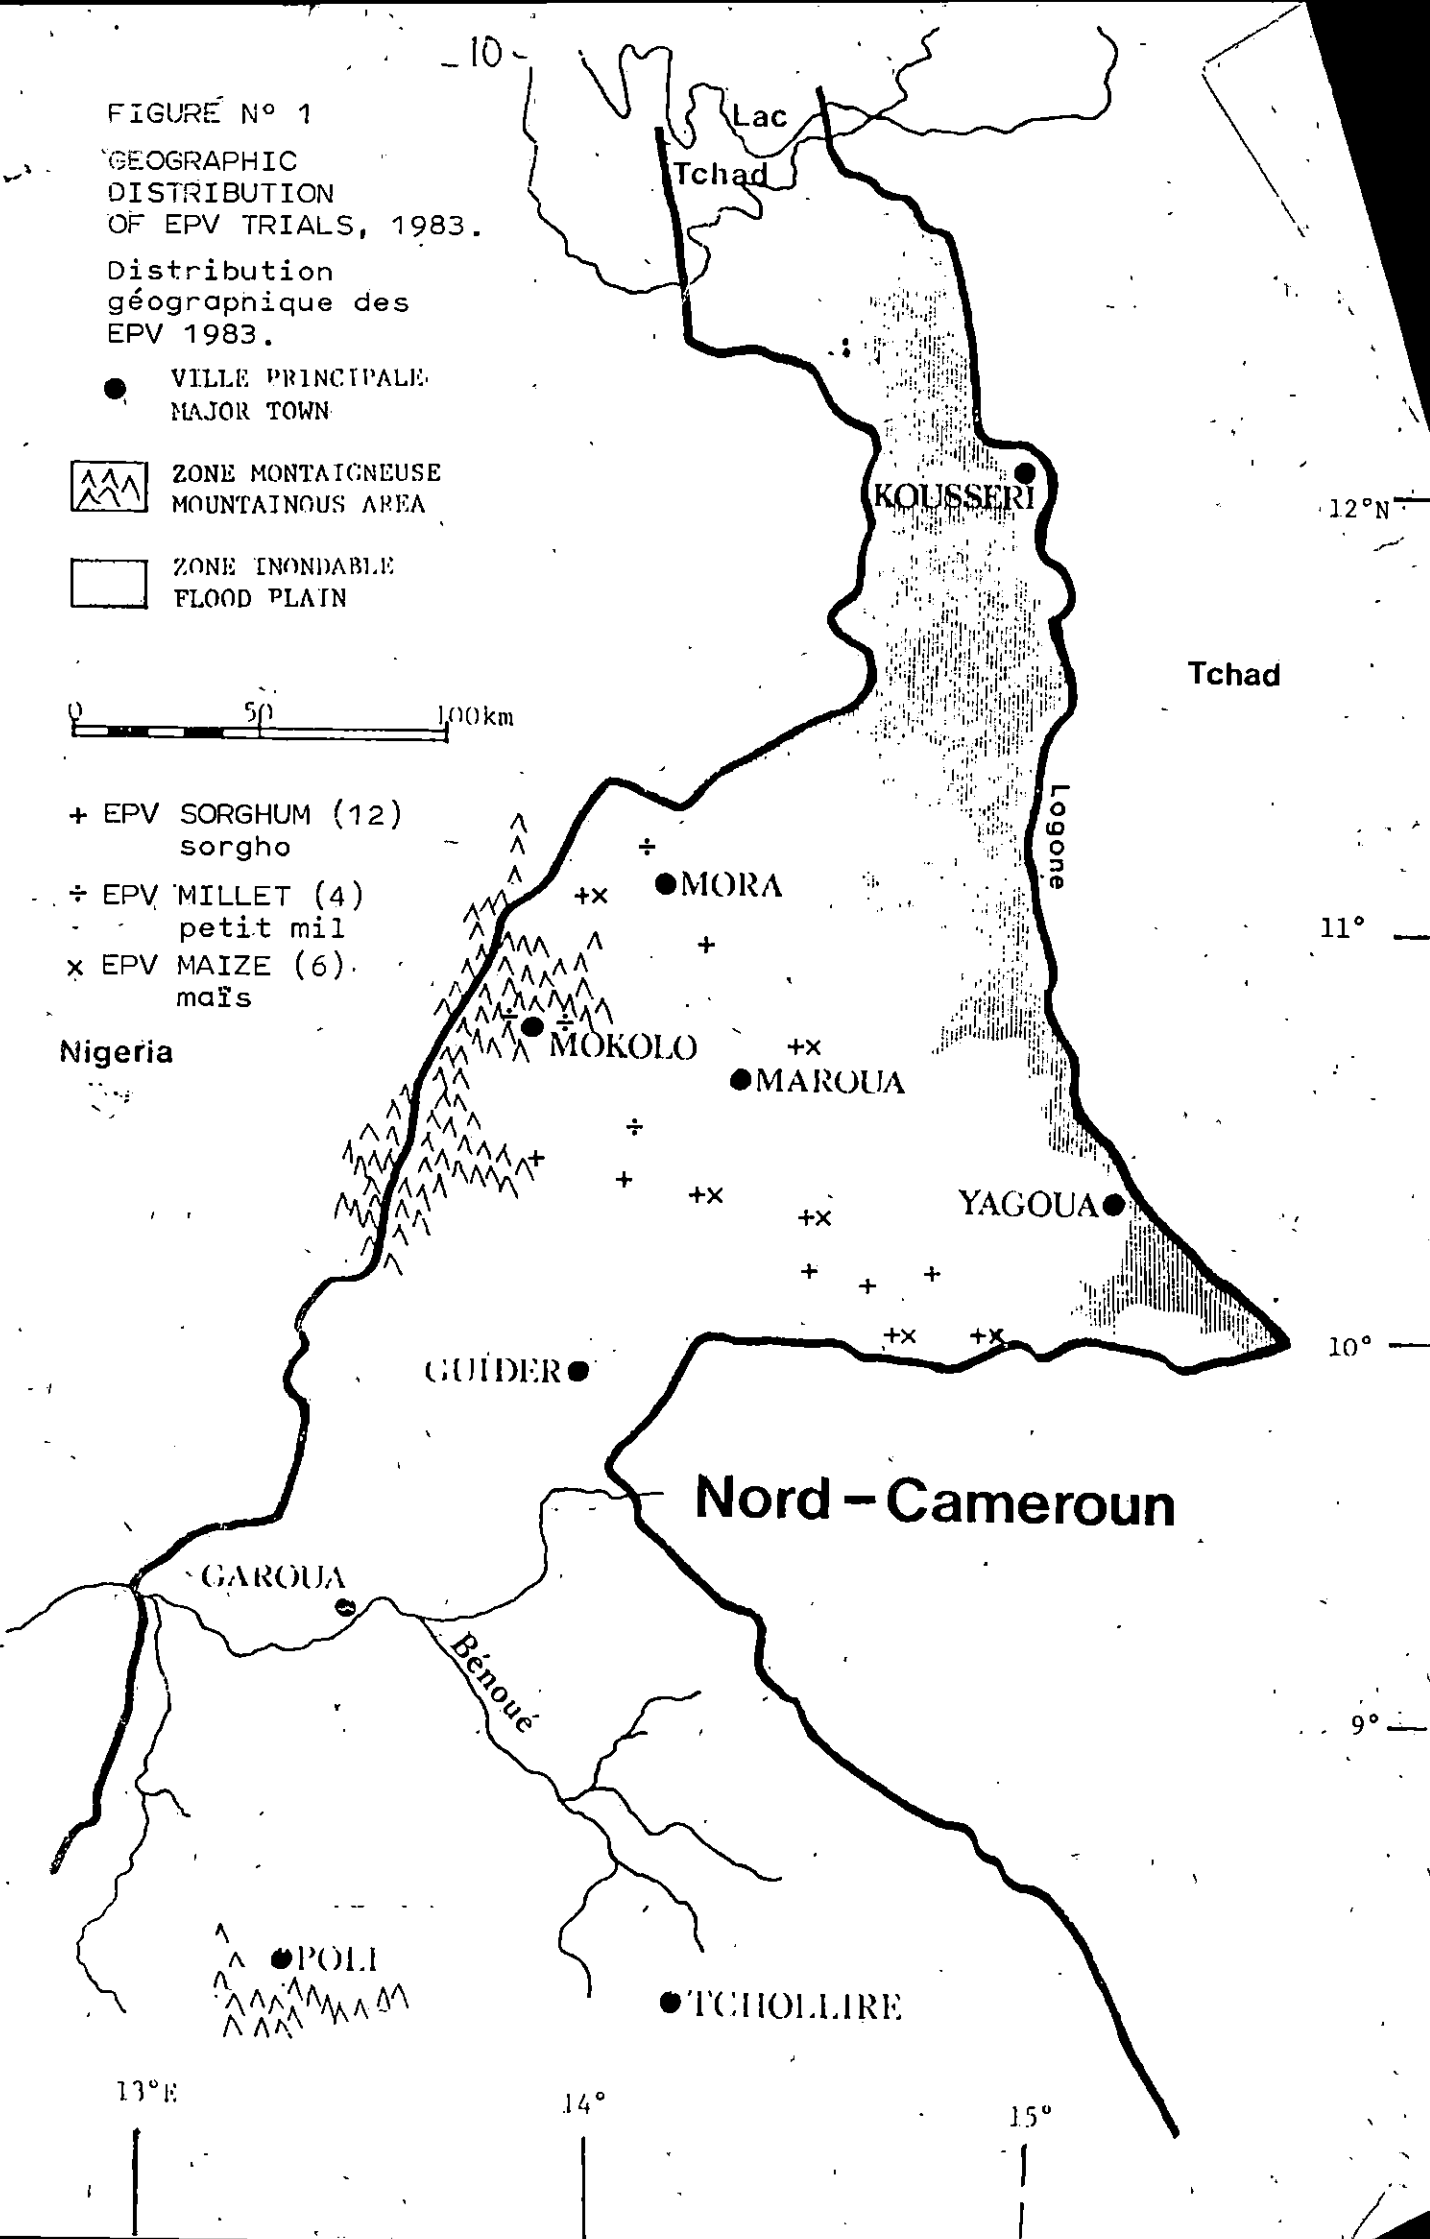 _ 10 -
FIGURE N° 1
GEOGRAPHIC
DISTRIBUTION
OF EPV TRIALS, 1983.
Distribution
géographique des
EPV 1983.
VILLE PRINCIPALE
MAJOR TOWN
ZONE MONTAIGNEUSE
MOUNTAINOUS AREA
ZONE INONDABLE
FLOOD PLAIN
0 50 100km
+ EPV SORGHUM (12)
sorgho
÷ EPV MILLET (4)
petit mil
x EPV MAIZE (6)
maïs
Nigeria
Lac
Tchad
KOUSSERI
12°N
Tchad
Logone
MORA
11°
MOKOLO
MAROUA
YAGOUA
10°
GUIDER
Nord-Cameroun
GAROUA
Bénoué
9°
POLI
TCHOLLIRE
13°E
14°
15°